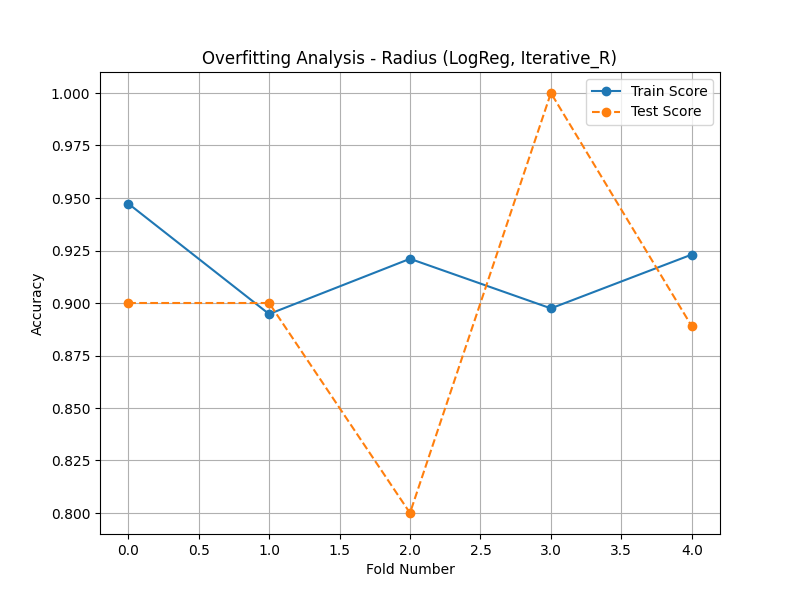 Overfitting Analysis - Radius (LogReg, Iterative_R)
Train Score
Test Score
Accuracy
1.000
0.975
0.950
0.925
0.900
0.875
0.850
0.825
0.800
0.0 0.5 1.0 1.5 2.0 2.5 3.0 3.5 4.0
Fold Number